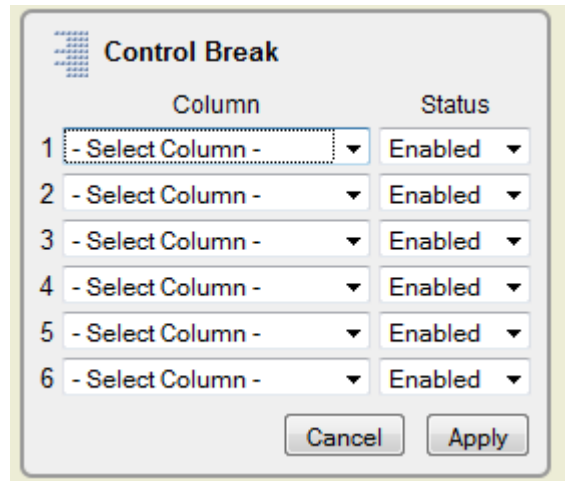 Control Break
Column Status
1 - Select Column - Enabled
2 - Select Column - Enabled
3 - Select Column - Enabled
4 - Select Column - Enabled
5 - Select Column - Enabled
6 - Select Column - Enabled
Cancel Apply